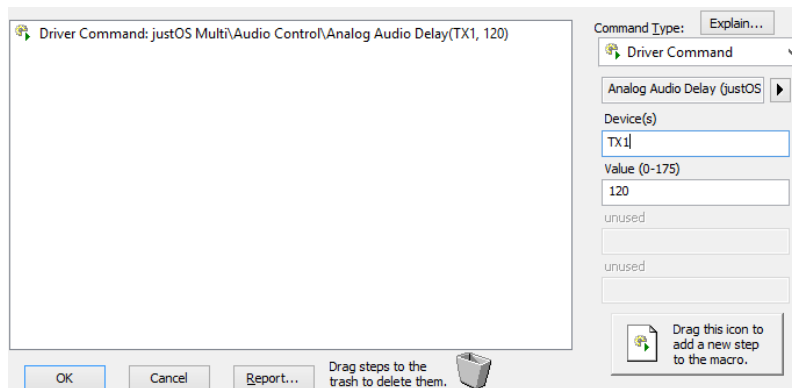 Driver Command: justOS Multi\Audio Control\Analog Audio Delay(TX1, 120)
Command Type:
Explain...
Driver Command
Analog Audio Delay (justOS
Device(s)
TX1
Value (0-175)
120
unused
unused
Drag this icon to
add a new step
to the macro.
OK
Cancel
Report...
Drag steps to the
trash to delete them.